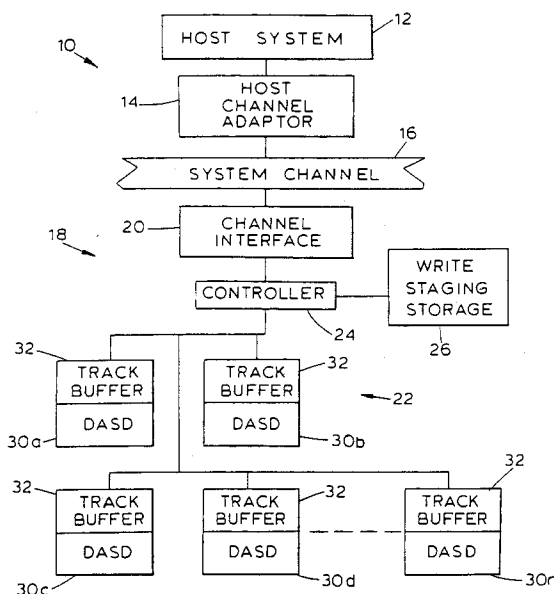 HOST SYSTEM
12
10
14
HOST
CHANNEL
ADAPTOR
16
SYSTEM CHANNEL
18
20
CHANNEL
INTERFACE
CONTROLLER
24
WRITE
STAGING
STORAGE
26
32
TRACK
BUFFER
DASD
30a
32
TRACK
BUFFER
DASD
30b
22
32
TRACK
BUFFER
DASD
30c
32
TRACK
BUFFER
DASD
30d
32
TRACK
BUFFER
DASD
30n